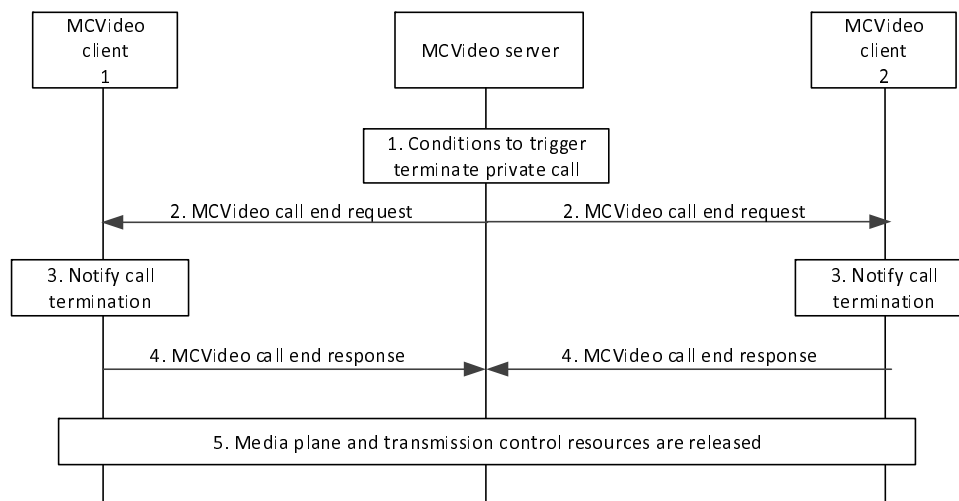 MCVideo
client
1
MCVideo server
MCVideo
client
2
1. Conditions to trigger
terminate private call
2. MCVideo call end request
2. MCVideo call end request
3. Notify call
termination
3. Notify call
termination
4. MCVideo call end response
4. MCVideo call end response
5. Media plane and transmission control resources are released